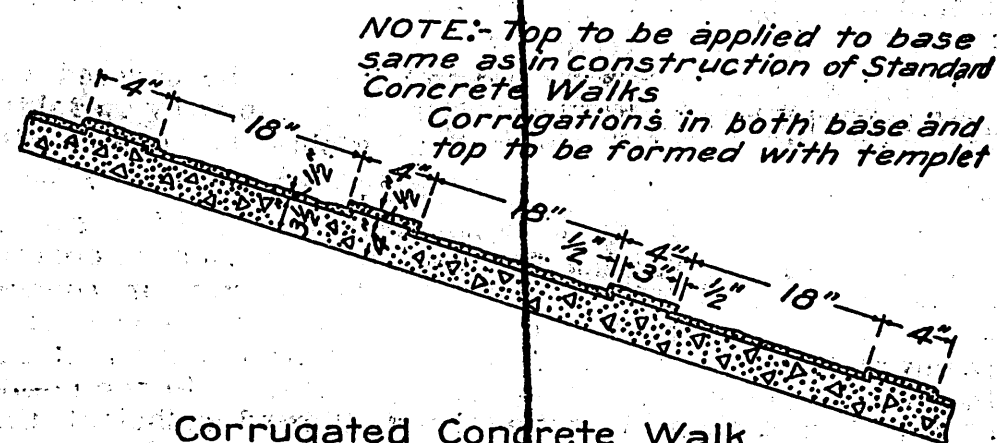 NOTE:- Top to be applied to base
same as in construction of Standard
Concrete Walks
Corrugations in both base and
top to be formed with templet
4"
18"
1/2"
4"
1/2"
3 1/2"
18"
1/2"
4"
3"
1/2"
18"
4"
Corrugated Concrete Walk